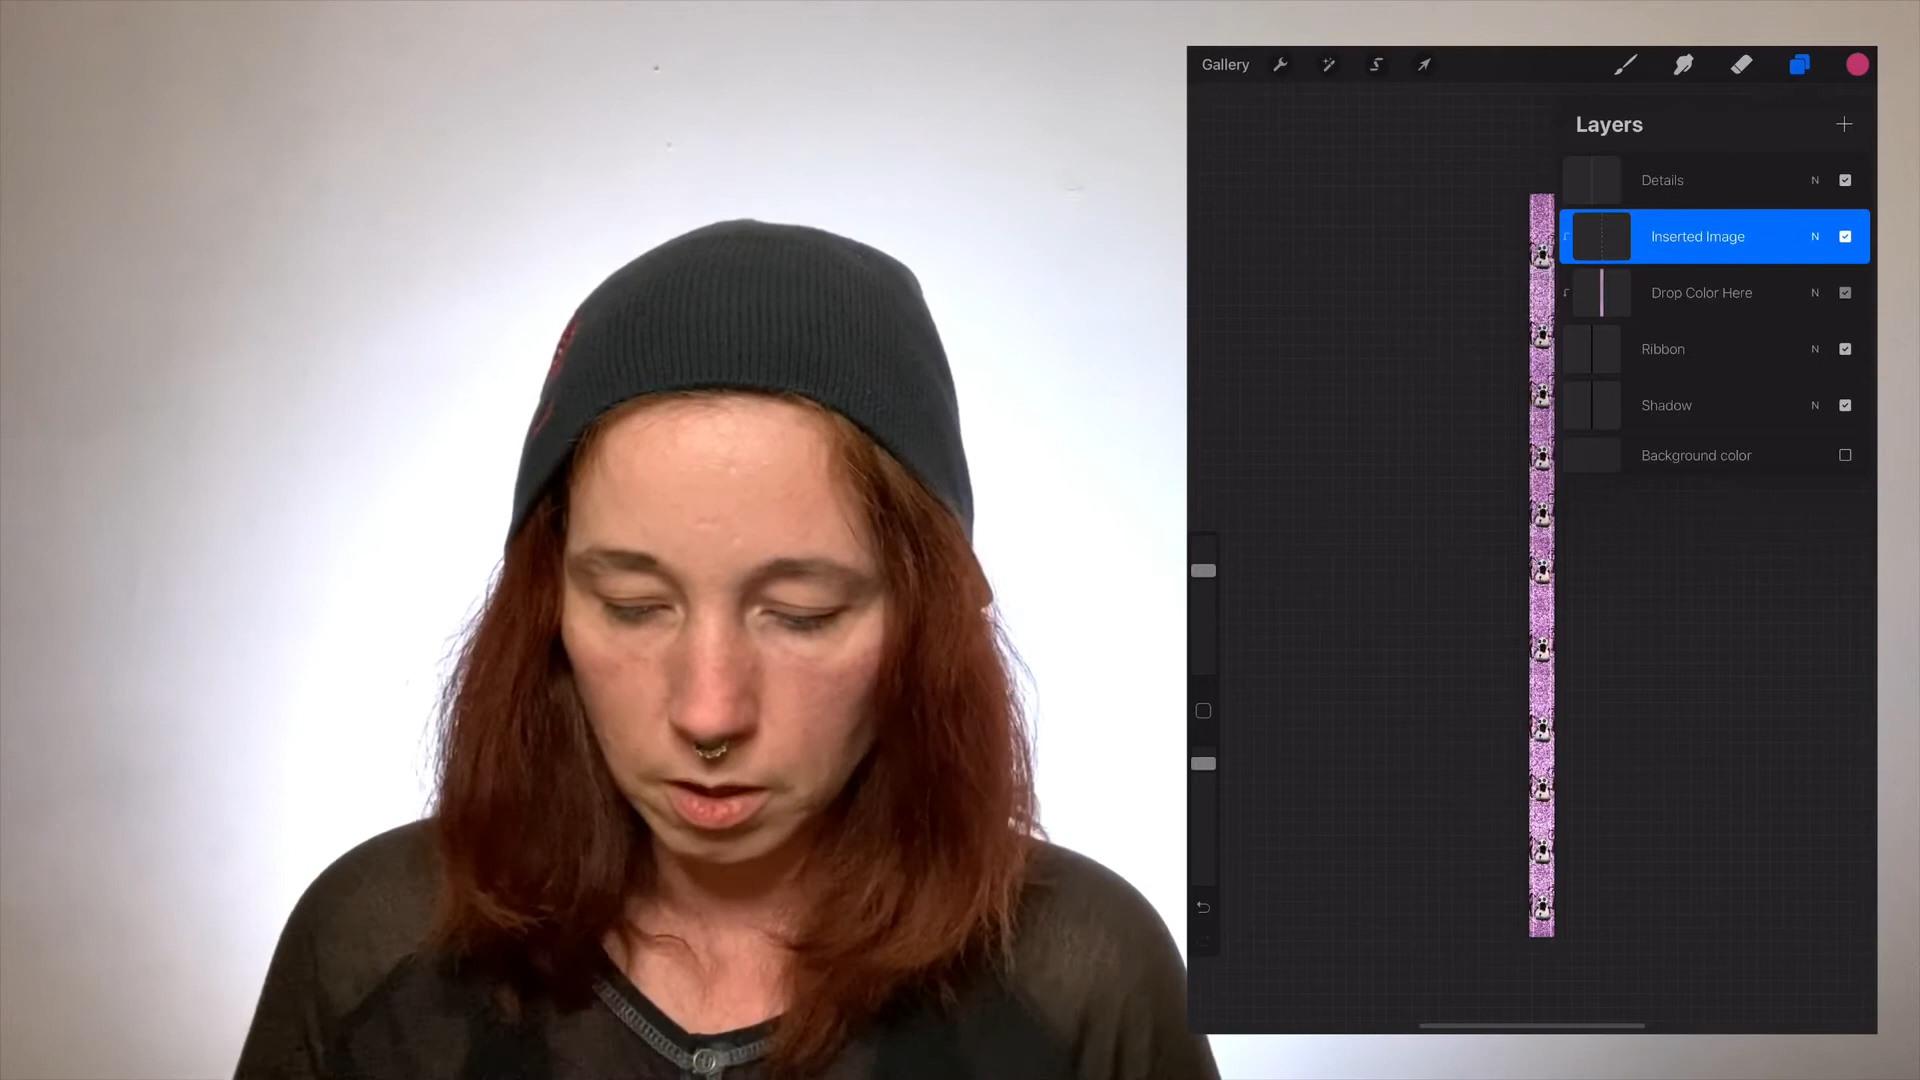 Gallery
Layers
Details N
Inserted Image N
Drop Color Here N
Ribbon N
Shadow N
Background color